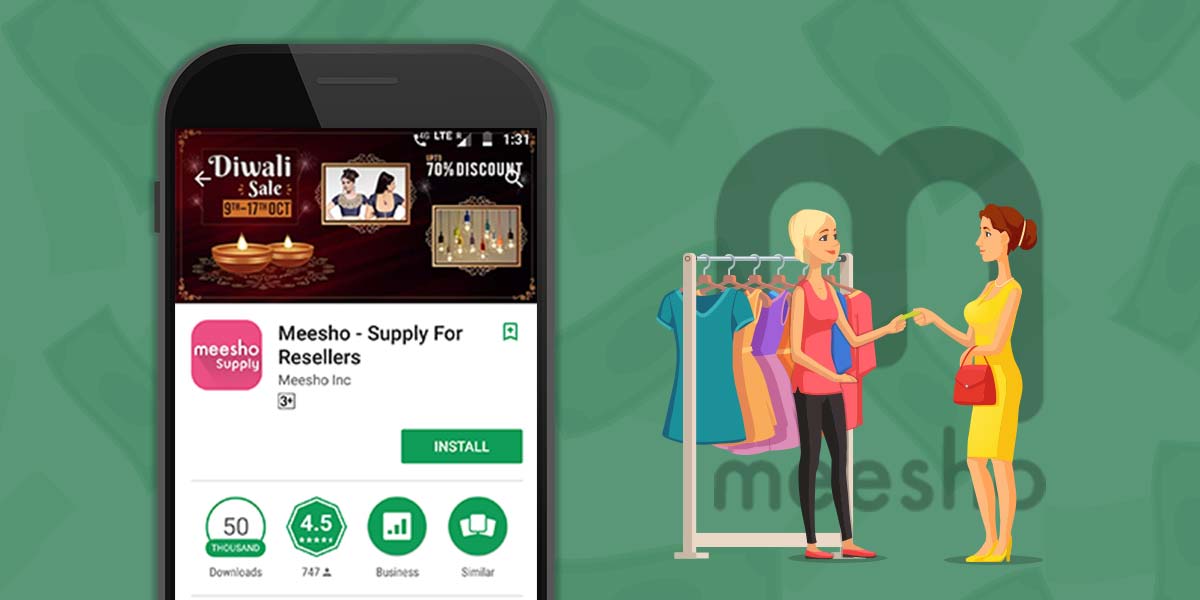 4G LTE R 1:31
Diwali
Sale
9TH-17TH OCT
UPTO
70% DISCOUNT
meesho
Supply
Meesho - Supply For
Resellers
Meesho Inc
3+
INSTALL
50
THOUSAND
Downloads
4.5
747
Business
Similar
m
meesho